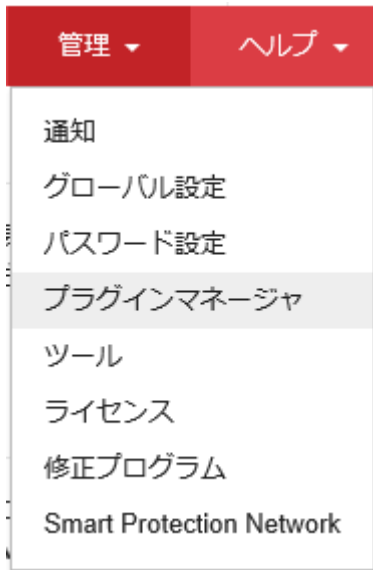 管理 ヘルプ
通知
グローバル設定
パスワード設定
プラグインマネージャ
ツール
ライセンス
修正プログラム
Smart Protection Network